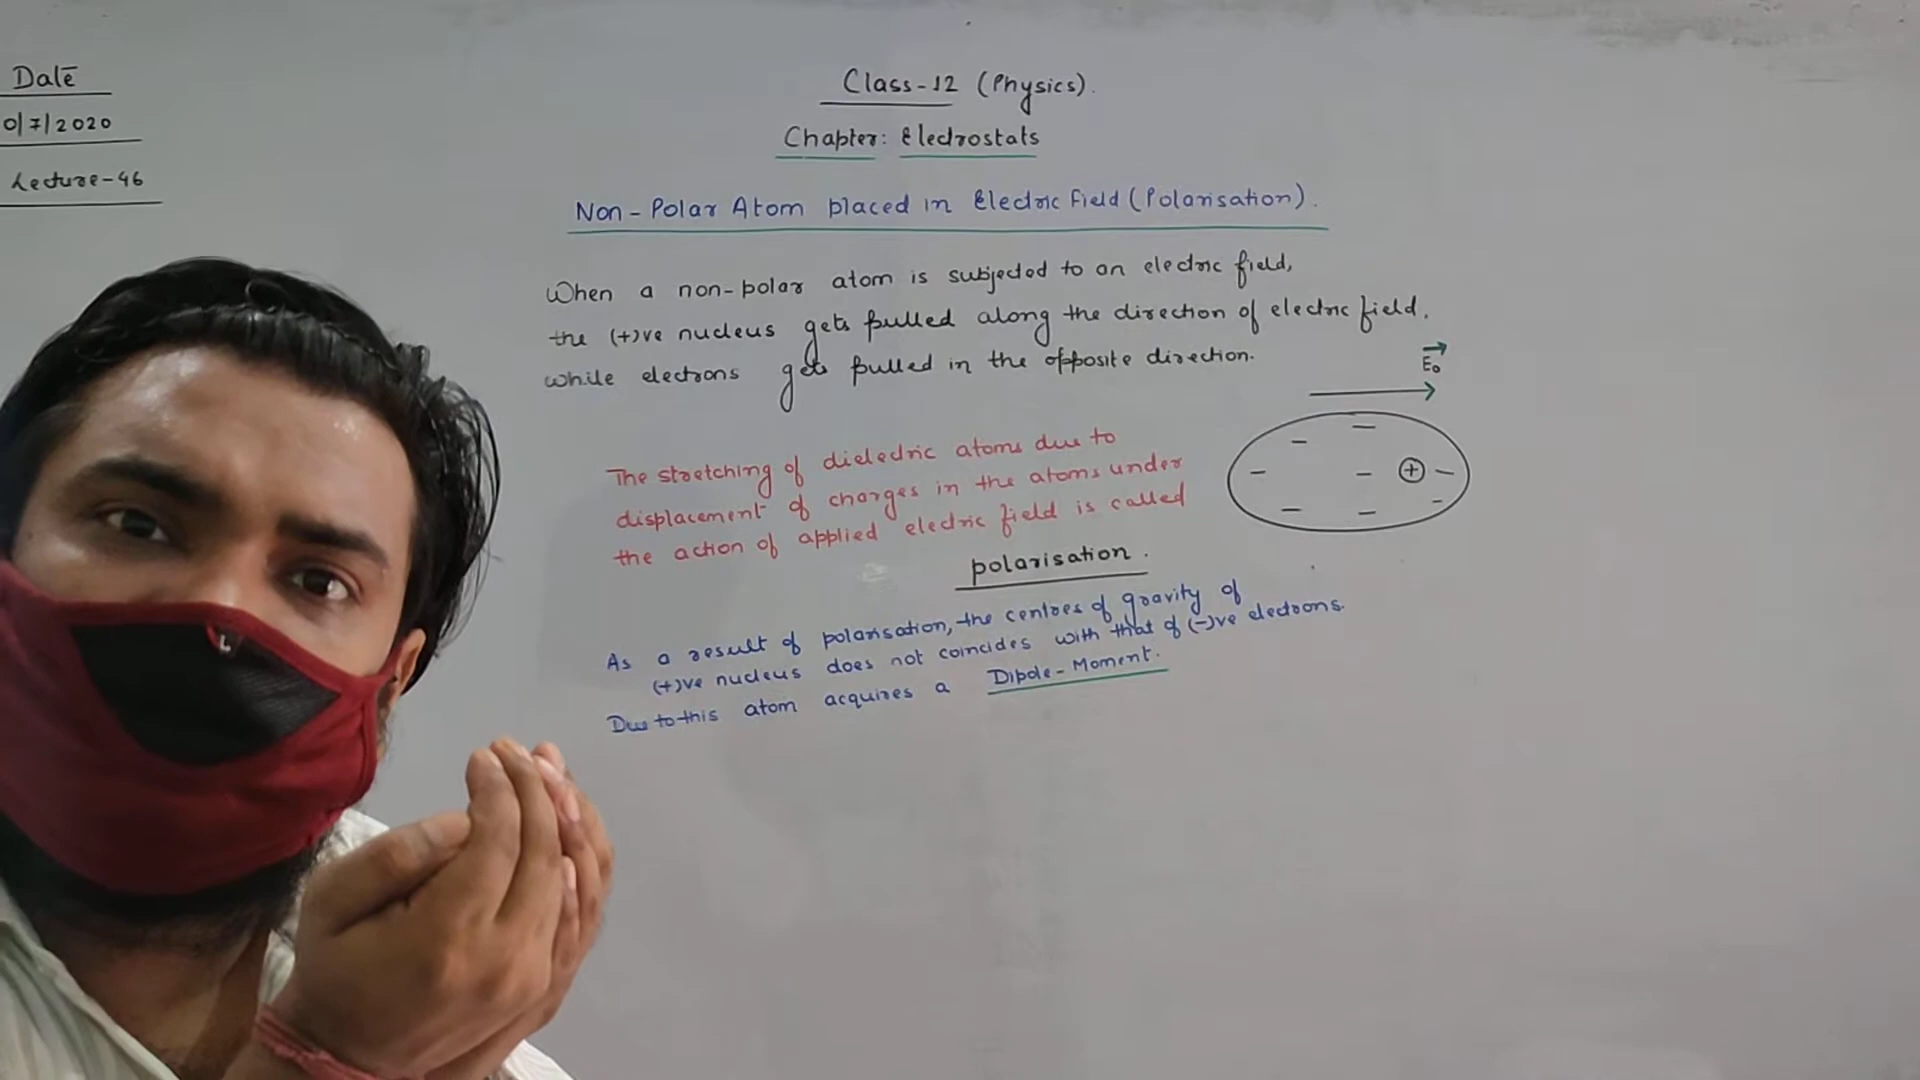 Date
0/7/2020
Lecture-46
Class-12 (Physics).
Chapter: Electrostats
Non-Polar Atom placed in Electric field (Polarisation).
When a non-polar atom is subjected to an electric field,
the (+)ve nucleus gets pulled along the direction of electric field.
while electrons gets pulled in the opposite direction.
E₀
The stretching of dielectric atoms due to
displacement of charges in the atoms under
the action of applied electric field is called
polarisation.
As a result of polarisation, the centres of gravity of
(+)ve nucleus does not coincides with that of (-)ve electrons.
Due to this atom acquires a Dipole-Moment.